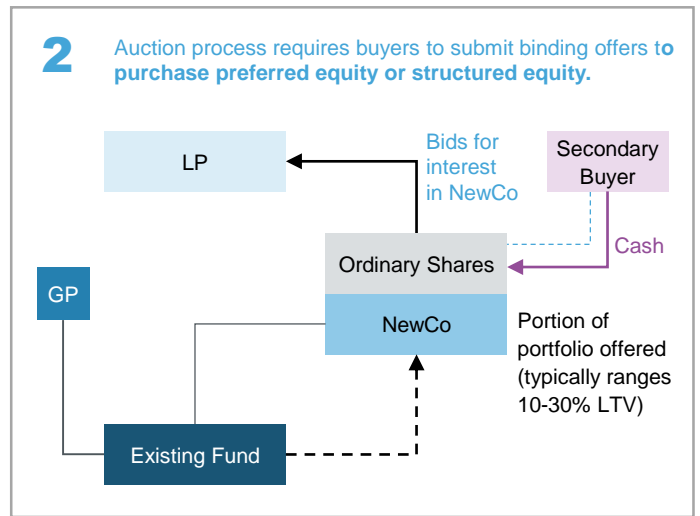 2
Auction process requires buyers to submit binding offers to
purchase preferred equity or structured equity.
LP
Bids for
interest
in NewCo
Secondary
Buyer
Ordinary Shares
Cash
GP
NewCo
Portion of
portfolio offered
(typically ranges
10-30% LTV)
Existing Fund